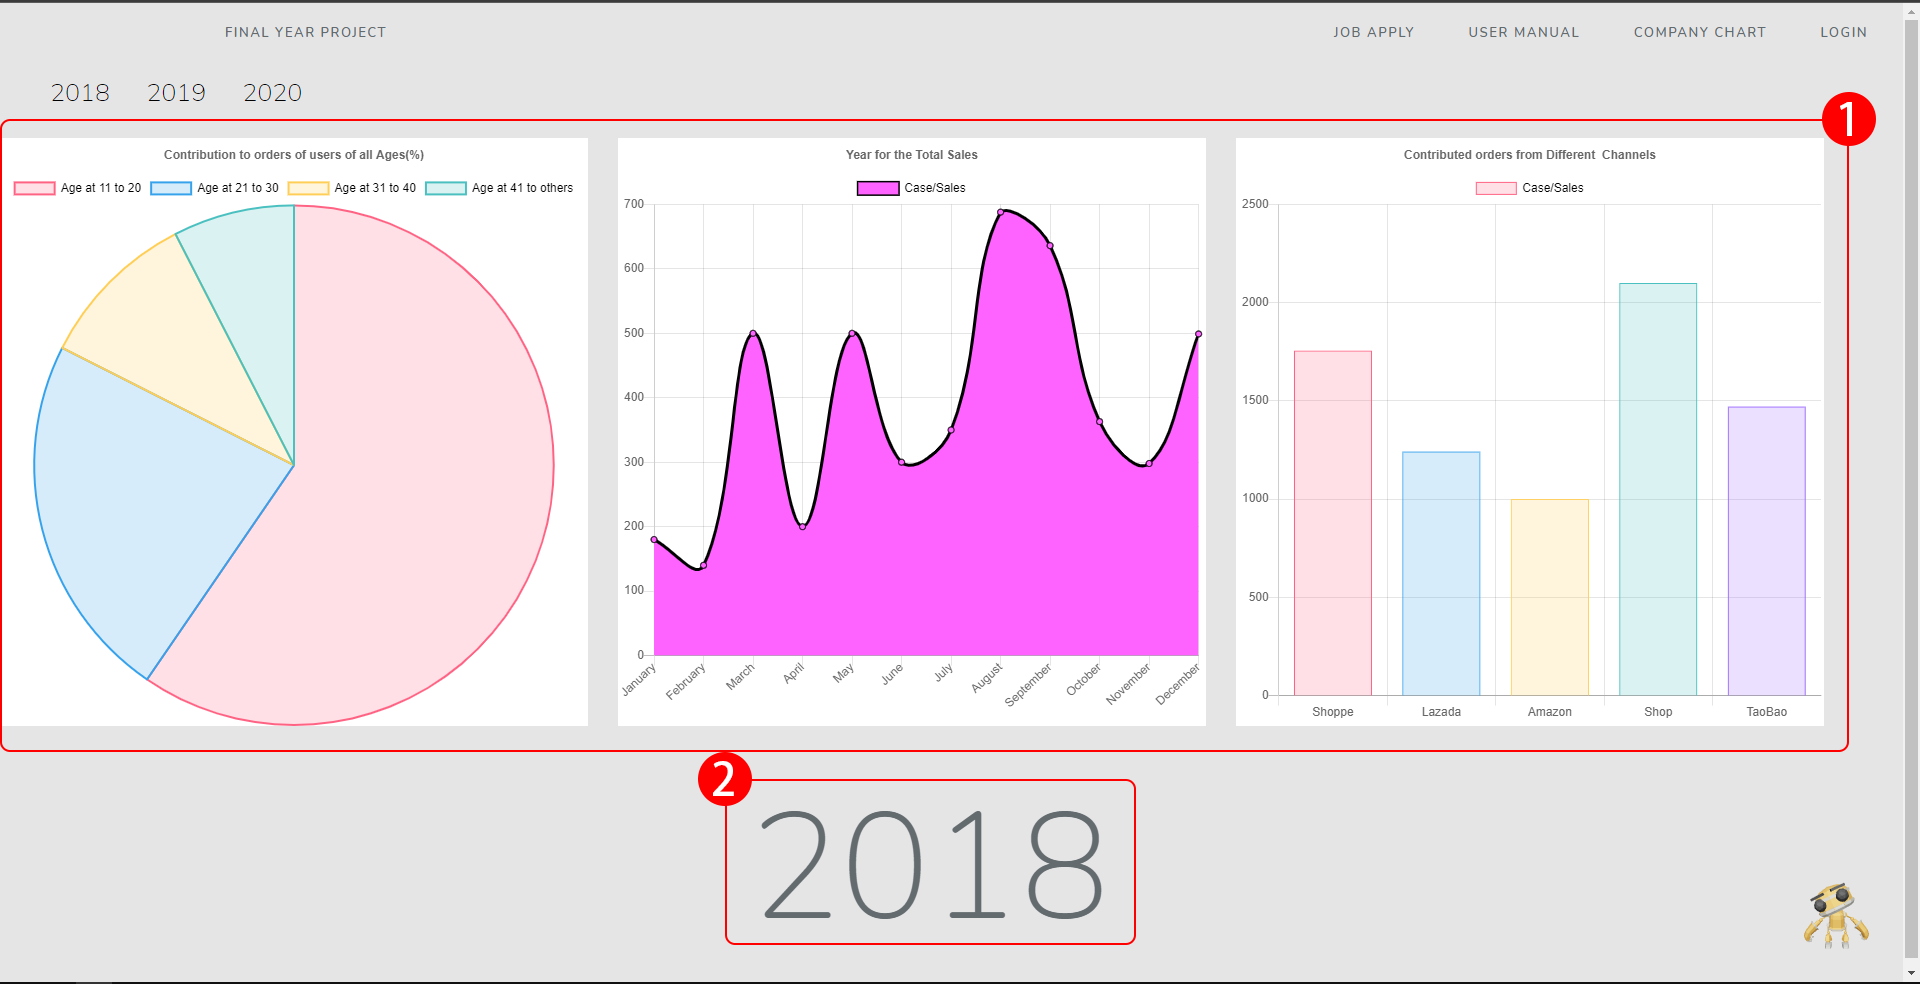 FINAL YEAR PROJECT JOB APPLY USER MANUAL COMPANY CHART LOGIN
2018 2019 2020
1
Contribution to orders of users of all Ages(%)
Age at 11 to 20 Age at 21 to 30 Age at 31 to 40 Age at 41 to others
Year for the Total Sales
Case/Sales
700
600
500
400
300
200
100
0
January February March April May June July August September October November December
Contributed orders from Different Channels
Case/Sales
2500
2000
1500
1000
500
0
Shoppe Lazada Amazon Shop TaoBao
2
2018